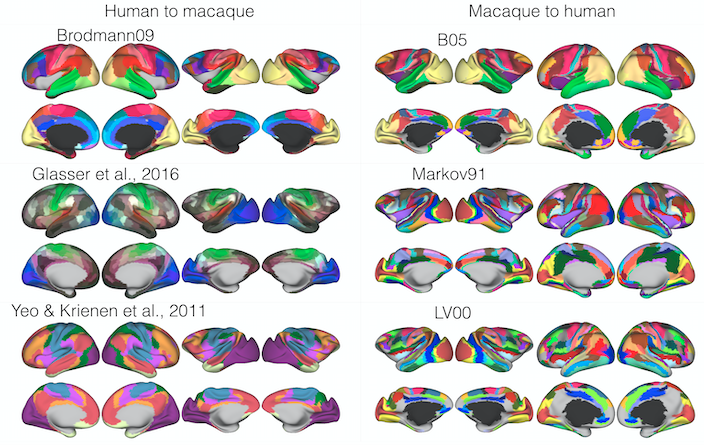 Human to macaque
Macaque to human
Brodmann09
B05
Glasser et al., 2016
Markov91
Yeo & Krienen et al., 2011
LV00